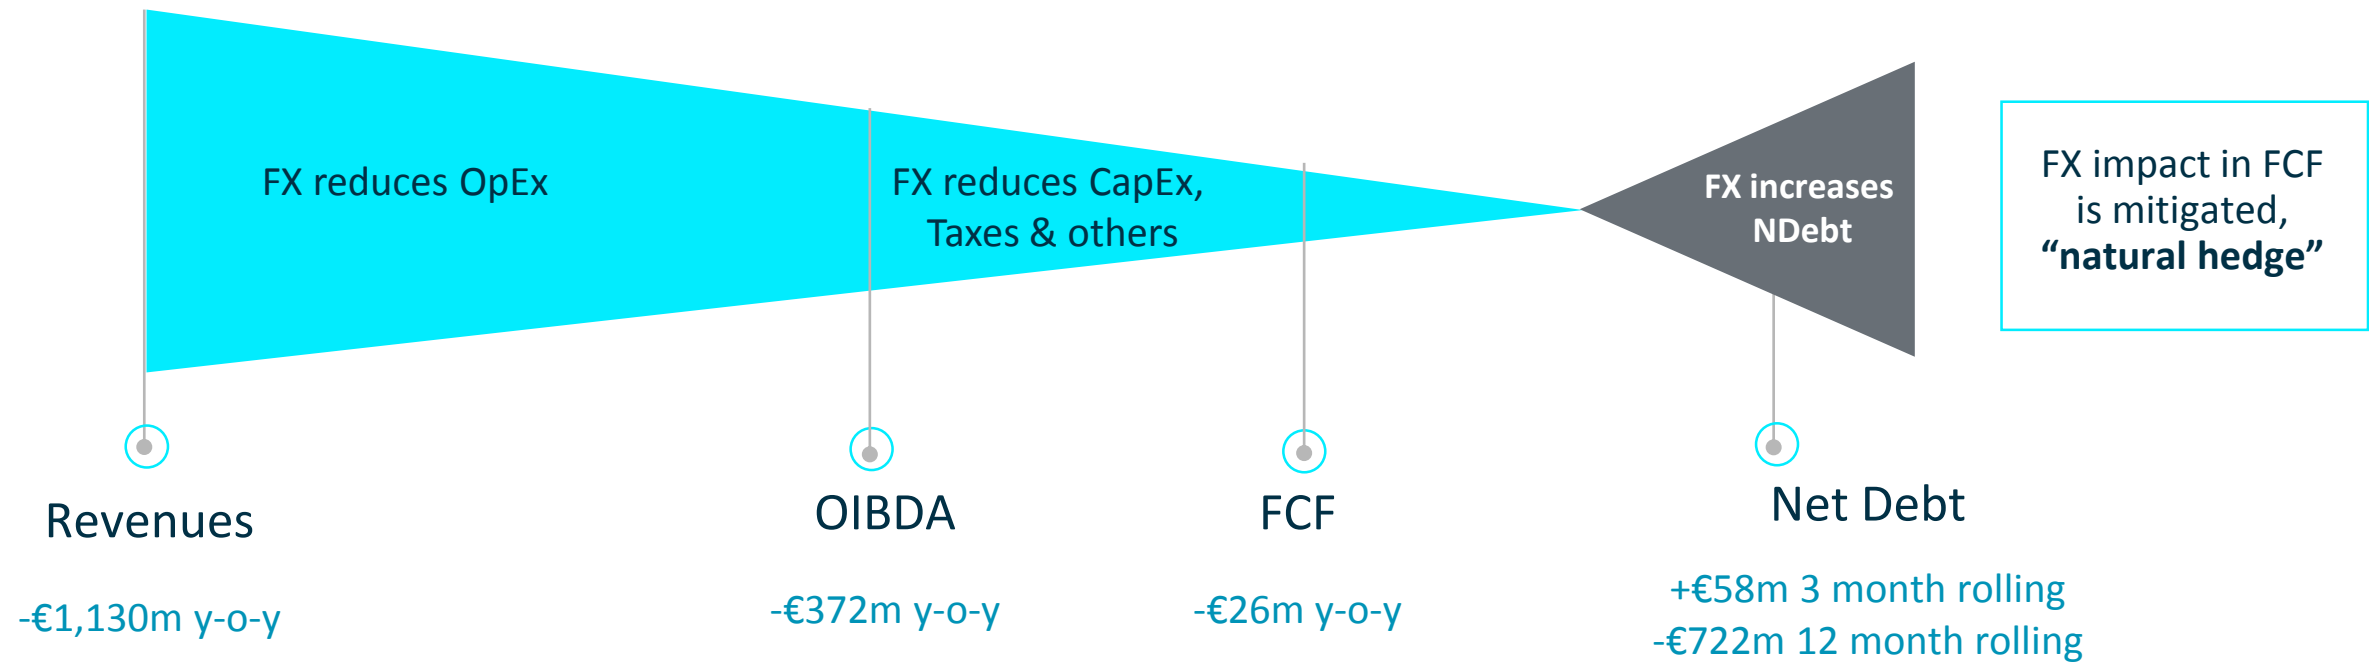 FX reduces OpEx
FX reduces CapEx,
Taxes & others
FX increases
NDebt
FX impact in FCF
is mitigated,
“natural hedge”
Revenues
-€1,130m y-o-y
OIBDA
-€372m y-o-y
FCF
-€26m y-o-y
Net Debt
+€58m 3 month rolling
-€722m 12 month rolling